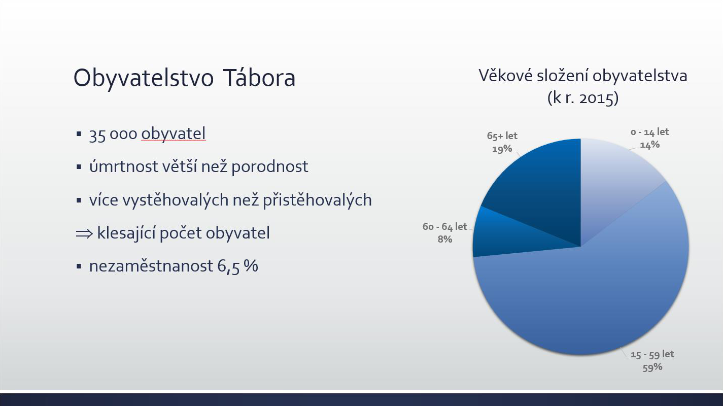 Obyvatelstvo Tábora
▪ 35 000 obyvatel
▪ úmrtnost větší než porodnost
▪ více vystěhovalých než přistěhovalých
⇒ klesající počet obyvatel
▪ nezaměstnanost 6,5 %
Věkové složení obyvatelstva
(k r. 2015)
0 - 14 let
14%
15 - 59 let
59%
60 - 64 let
8%
65+ let
19%